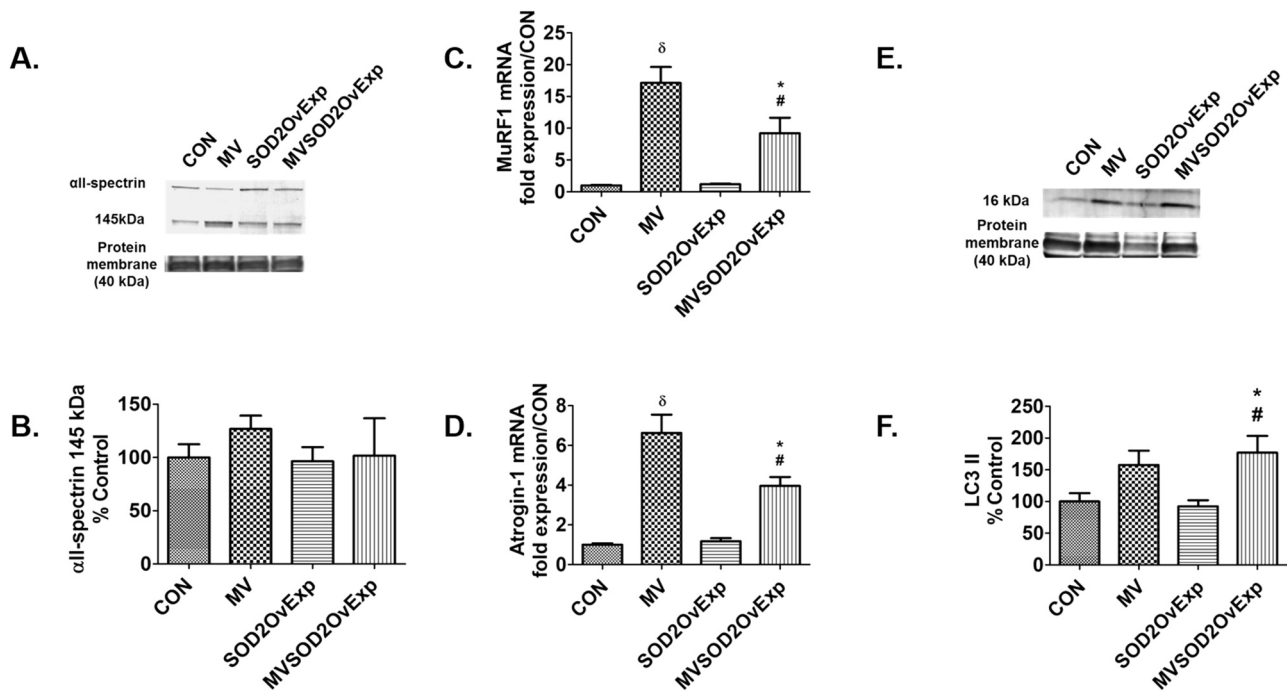 A.
CON
MV
SOD2OvExp
MVSOD2OvExp
αII-spectrin
145kDa
Protein
membrane
(40 kDa)
B.
αII-spectrin 145 kDa
% Control
150
100
50
0
CON
MV
SOD2OvExp
MVSOD2OvExp
C.
MuRF1 mRNA
fold expression/CON
25
20
15
10
5
0
δ
*
#
CON
MV
SOD2OvExp
MVSOD2OvExp
D.
Atrogin-1 mRNA
fold expression/CON
8
6
4
2
0
δ
*
#
CON
MV
SOD2OvExp
MVSOD2OvExp
E.
CON
MV
SOD2OvExp
MVSOD2OvExp
16 kDa
Protein
membrane
(40 kDa)
F.
LC3 II
% Control
250
200
150
100
50
0
*
#
CON
MV
SOD2OvExp
MVSOD2OvExp